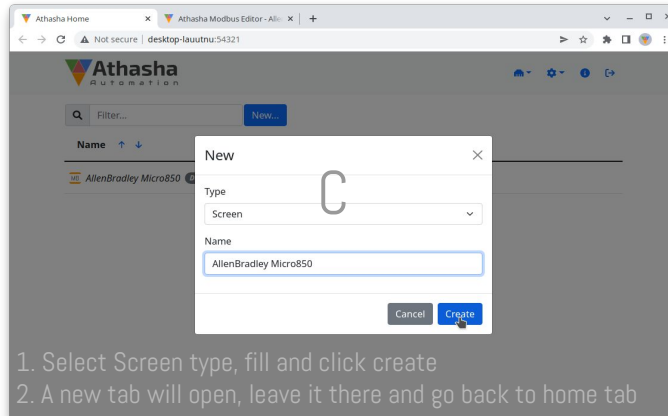 Athasha Home
Athasha Modbus Editor - Alle
Not secure desktop-lauutnu:54321
Athasha
Automation
Filter...
New...
Name
AllenBradley Micro850 D
New
C
Type
Screen
Name
AllenBradley Micro850
Cancel
Create
1. Select Screen type, fill and click create
2. A new tab will open, leave it there and go back to home tab